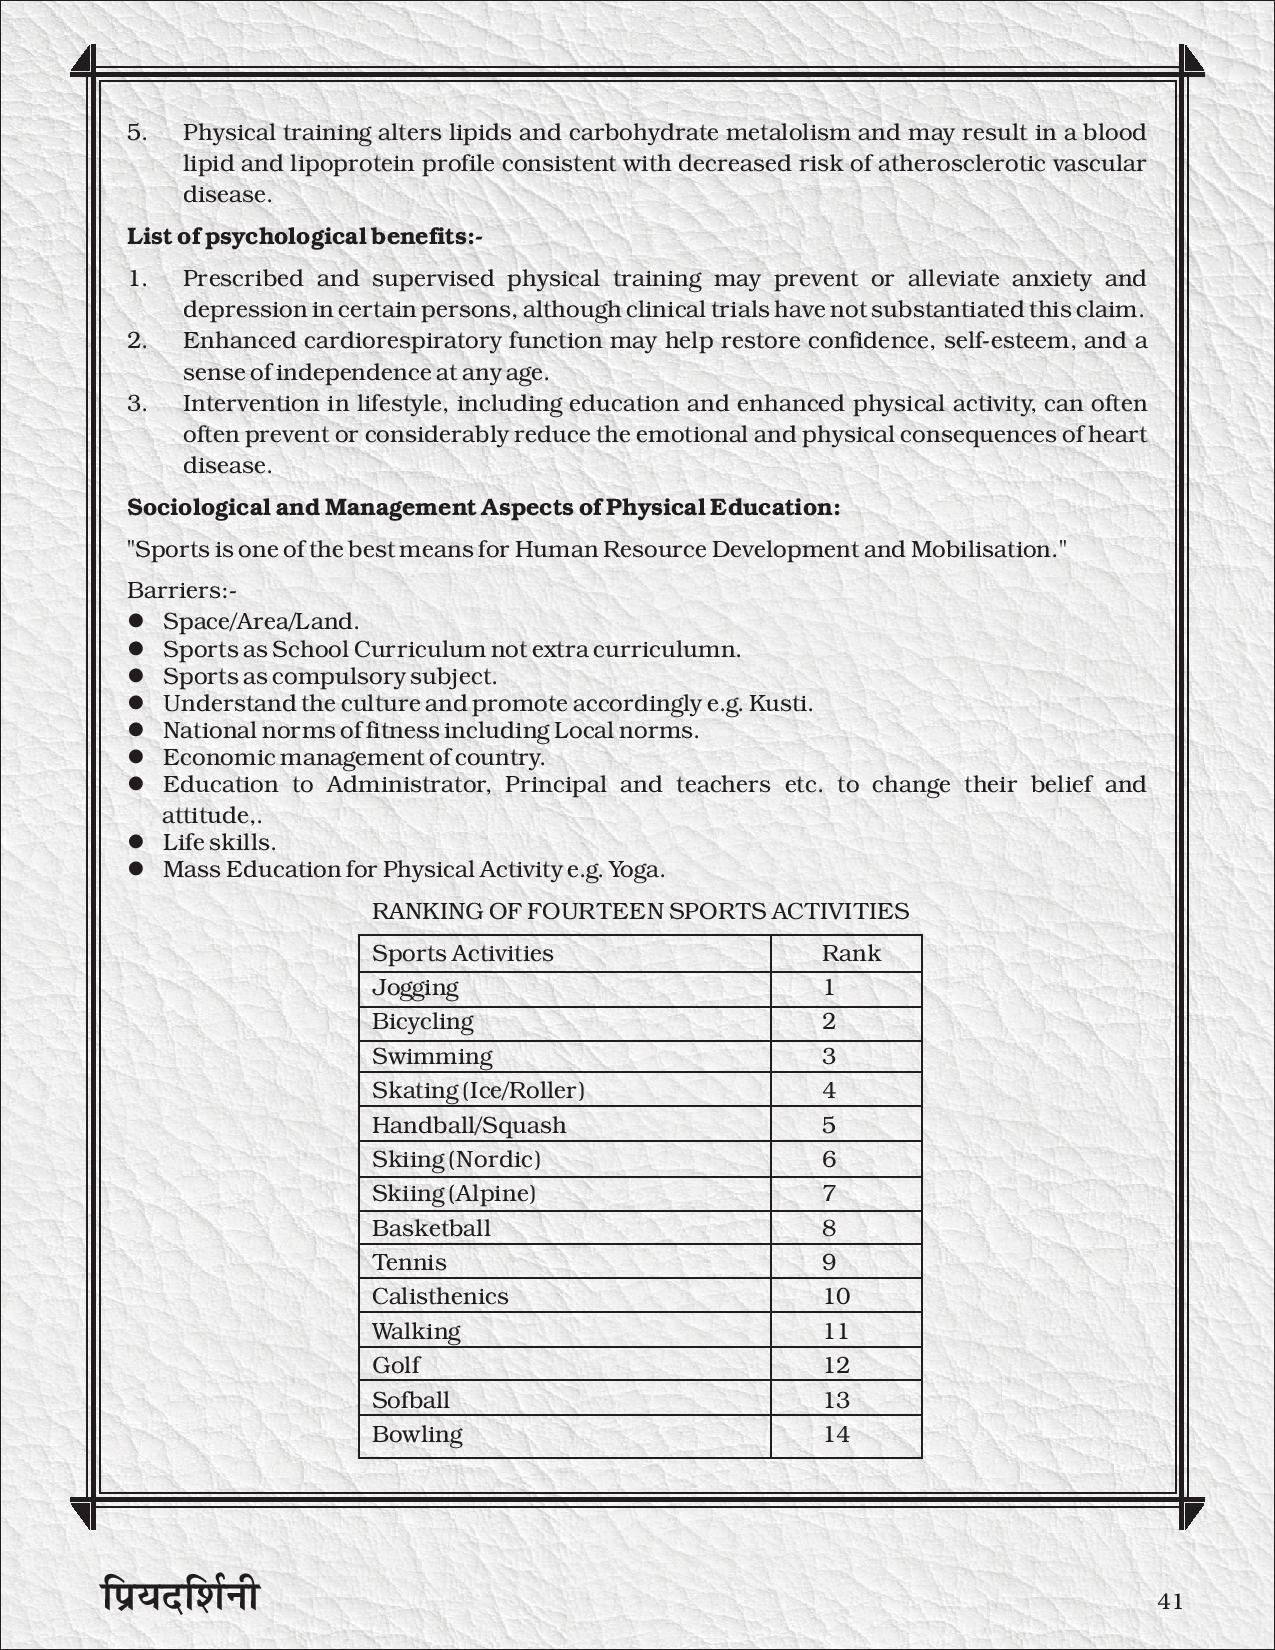 5. Physical training alters lipids and carbohydrate metalolism and may result in a blood
lipid and lipoprotein profile consistent with decreased risk of atherosclerotic vascular
disease.
List of psychological benefits:-
1. Prescribed and supervised physical training may prevent or alleviate anxiety and
depression in certain persons, although clinical trials have not substantiated this claim.
2. Enhanced cardiorespiratory function may help restore confidence, self-esteem, and a
sense of independence at any age.
3. Intervention in lifestyle, including education and enhanced physical activity, can often
often prevent or considerably reduce the emotional and physical consequences of heart
disease.
Sociological and Management Aspects of Physical Education:
"Sports is one of the best means for Human Resource Development and Mobilisation."
Barriers:-
● Space/Area/Land.
● Sports as School Curriculum not extra curriculumn.
● Sports as compulsory subject.
● Understand the culture and promote accordingly e.g. Kusti.
● National norms of fitness including Local norms.
● Economic management of country.
● Education to Administrator, Principal and teachers etc. to change their belief and
attitude,.
● Life skills.
● Mass Education for Physical Activity e.g. Yoga.
RANKING OF FOURTEEN SPORTS ACTIVITIES
Sports Activities Rank
Jogging 1
Bicycling 2
Swimming 3
Skating (Ice/Roller) 4
Handball/Squash 5
Skiing (Nordic) 6
Skiing (Alpine) 7
Basketball 8
Tennis 9
Calisthenics 10
Walking 11
Golf 12
Sofball 13
Bowling 14
प्रियदर्शिनी 41